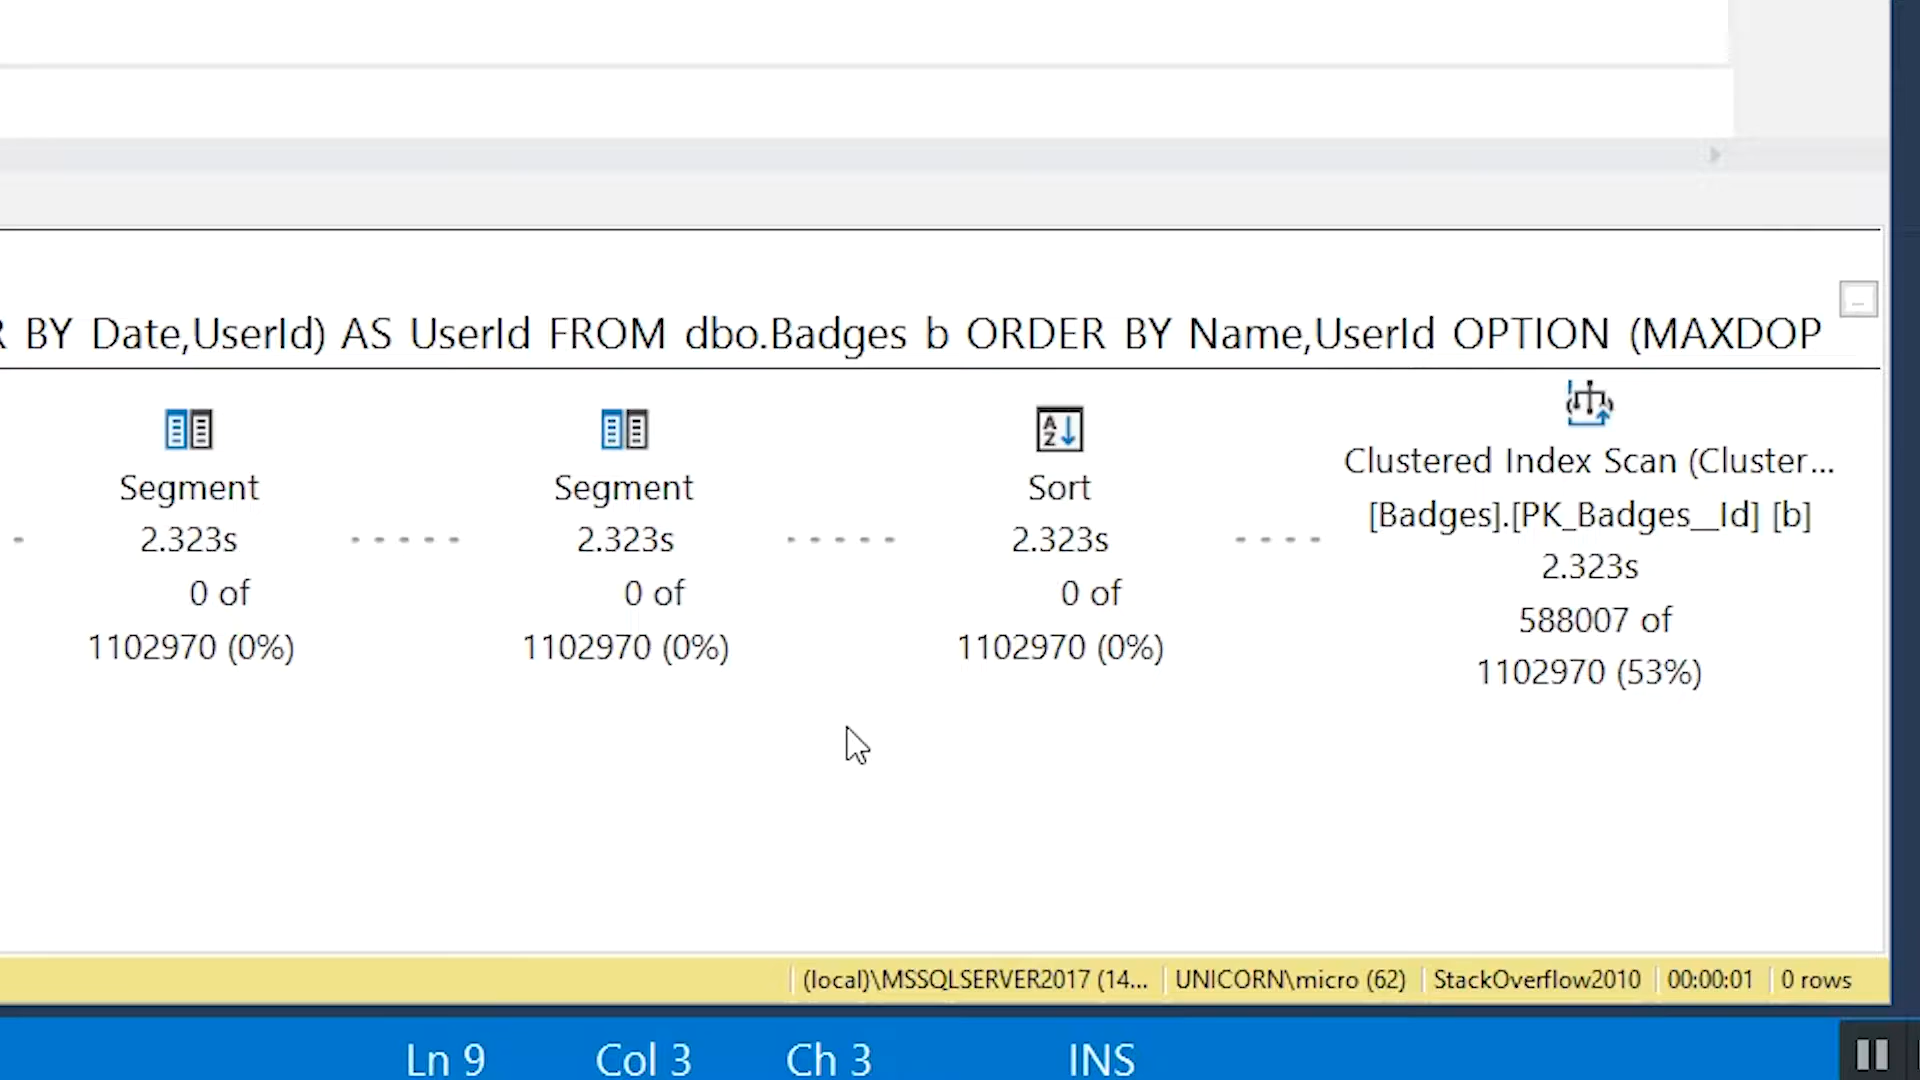 BY Date,UserId) AS UserId FROM dbo.Badges b ORDER BY Name,UserId OPTION (MAXDOP
Segment
2.323s
0 of
1102970 (0%)
Segment
2.323s
0 of
1102970 (0%)
Sort
2.323s
0 of
1102970 (0%)
Clustered Index Scan (Cluster...
[Badges].[PK_Badges__Id] [b]
2.323s
588007 of
1102970 (53%)
(local)\MSSQLSERVER2017 (14... UNICORN\micro (62) StackOverflow2010 00:00:01 0 rows
Ln 9 Col 3 Ch 3 INS